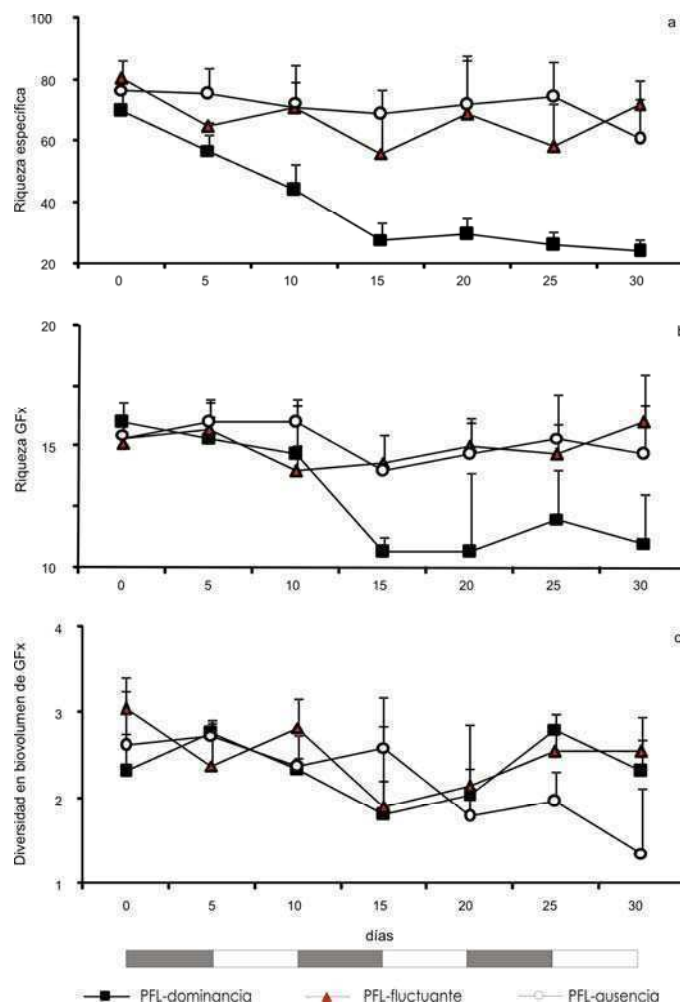 a
100
80
60
40
20
Riqueza específica
0 5 10 15 20 25 30
b
20
15
10
Riqueza GFx
0 5 10 15 20 25 30
c
4
3
2
1
Diversidad en biovolumen de GFx
0 5 10 15 20 25 30
días
PFL-dominancia PFL-fluctuante PFL-ausencia